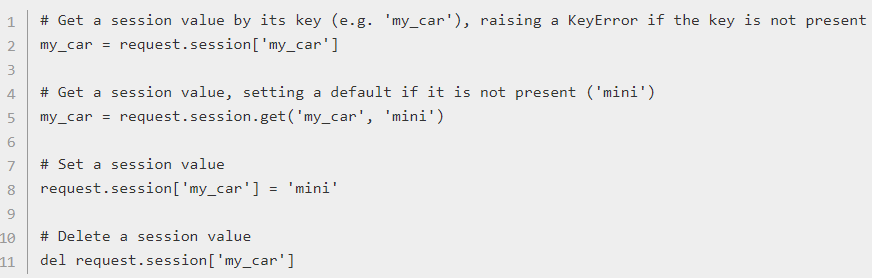 1 # Get a session value by its key (e.g. 'my_car'), raising a KeyError if the key is not present
2 my_car = request.session['my_car']
3
4 # Get a session value, setting a default if it is not present ('mini')
5 my_car = request.session.get('my_car', 'mini')
6
7 # Set a session value
8 request.session['my_car'] = 'mini'
9
10 # Delete a session value
11 del request.session['my_car']